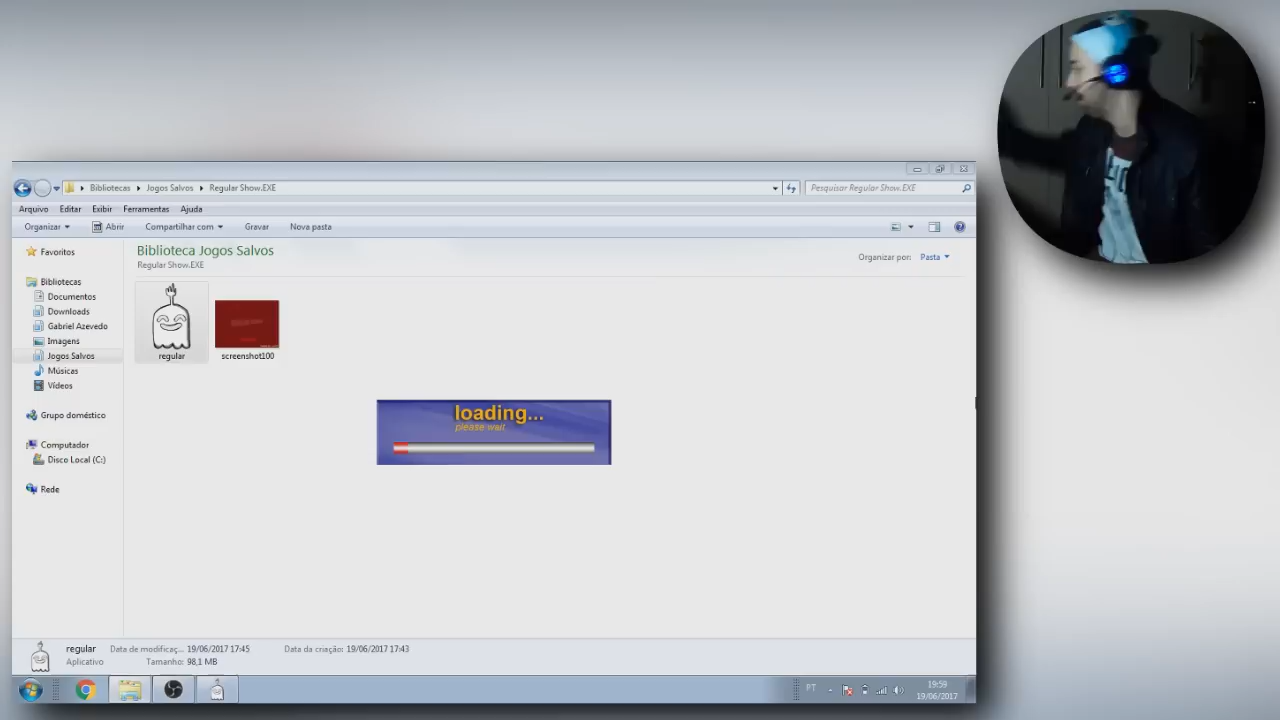 Bibliotecas Jogos Salvos Regular Show.EXE
Pesquisar Regular Show.EXE
Arquivo Editar Exibir Ferramentas Ajuda
Organizar Abrir Compartilhar com Gravar Nova pasta
Favoritos
Bibliotecas
Documentos
Downloads
Gabriel Azevedo
Imagens
Jogos Salvos
Músicas
Vídeos
Grupo doméstico
Computador
Disco Local (C:)
Rede
Biblioteca Jogos Salvos
Regular Show.EXE
Organizar por: Pasta
regular
screenshot100
loading...
please wait
regular Data de modificaç... 19/06/2017 17:45 Data da criação: 19/06/2017 17:43
Aplicativo Tamanho: 98,1 MB
PT
19:59
19/06/2017